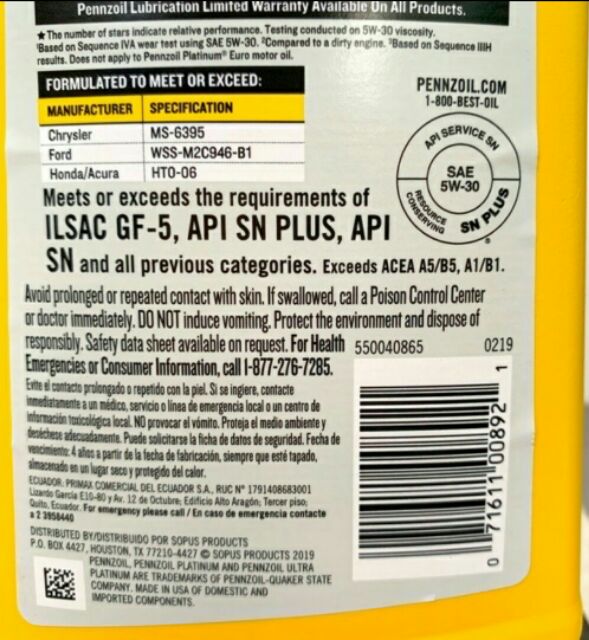 Pennzoil Lubrication Limited Warranty Available On All Products.
★The number of stars indicate relative performance. Testing conducted on 5W-30 viscosity.
¹Based on Sequence IVA wear test using SAE 5W-30. ²Compared to a dirty engine. ³Based on Sequence IIIH
results. Does not apply to Pennzoil Platinum® Euro motor oil.
FORMULATED TO MEET OR EXCEED:
MANUFACTURER SPECIFICATION
Chrysler MS-6395
Ford WSS-M2C946-B1
Honda/Acura HTO-06
PENNZOIL.COM
1-800-BEST-OIL
API SERVICE SN
SAE
5W-30
RESOURCE
CONSERVING
SN PLUS
Meets or exceeds the requirements of
ILSAC GF-5, API SN PLUS, API
SN and all previous categories. Exceeds ACEA A5/B5, A1/B1.
Avoid prolonged or repeated contact with skin. If swallowed, call a Poison Control Center
or doctor immediately. DO NOT induce vomiting. Protect the environment and dispose of
responsibly. Safety data sheet available on request. For Health
Emergencies or Consumer Information, call 1-877-276-7285.
550040865 0219
Evite el contacto prolongado o repetido con la piel. Si se ingiere, contacte
inmediatamente a un médico, servicio o línea de emergencia local o un centro de
información toxicológica local. NO provocar el vómito. Proteja el medio ambiente y
deséchese adecuadamente. Puede solicitarse la ficha de datos de seguridad. Fecha de
vencimiento: 4 años a partir de la fecha de fabricación, siempre que esté tapado,
almacenado en un lugar seco y protegido del calor.
ECUADOR. PRIMAX COMERCIAL DEL ECUADOR S.A., RUC N° 1791408683001
Lizardo García E10-80 y Av. 12 de Octubre; Edificio Alto Aragón; Tercer piso;
Quito, Ecuador. For emergency please call / En caso de emergencia contacte
a 2 3958440
DISTRIBUTED BY/DISTRIBUIDO POR SOPUS PRODUCTS
P.O. BOX 4427, HOUSTON, TX 77210-4427 © SOPUS PRODUCTS 2019
PENNZOIL, PENNZOIL PLATINUM AND PENNZOIL ULTRA
PLATINUM ARE TRADEMARKS OF PENNZOIL-QUAKER STATE
COMPANY. MADE IN USA OF DOMESTIC AND
IMPORTED COMPONENTS.
0 71611 00892 1